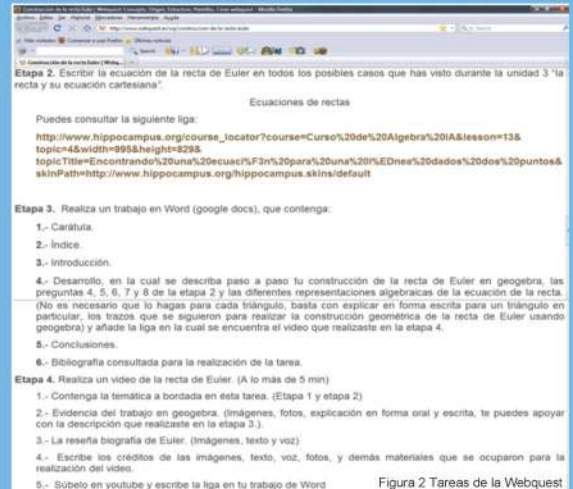 Construccion de la recta Euler | Webquest
Etapa 2. Escribir la ecuación de la recta de Euler en todos los posibles casos que has visto durante la unidad 3 "la
recta y su ecuación cartesiana".
Ecuaciones de rectas
Puedes consultar la siguiente liga:
http://www.hippocampus.org/course_locator?course=Curso%20de%20Algebra%20IA&lesson=13&
topic=4&width=995&height=829&
topicTitle=Encontrando%20una%20ecuaci%F3n%20para%20una%20l%EDnea%20dados%20dos%20puntos&
skinPath=http://www.hippocampus.org/hippocampus.skins/default
Etapa 3. Realiza un trabajo en Word (google docs), que contenga:
1.- Carátula.
2.- Índice.
3.- Introducción.
4.- Desarrollo, en la cual se describa paso a paso tu construcción de la recta de Euler en geogebra, las
preguntas 4, 5, 6, 7 y 8 de la etapa 2 y las diferentes representaciones algebraicas de la ecuación de la recta.
(No es necesario que lo hagas para cada triángulo, basta con explicar en forma escrita para un triángulo en
particular, los trazos que se siguieron para realizar la construcción geométrica de la recta de Euler usando
geogebra) y añade la liga en la cual se encuentra el video que realizaste en la etapa 4.
5.- Conclusiones.
6.- Bibliografía consultada para la realización de la tarea.
Etapa 4. Realiza un video de la recta de Euler. (A lo más de 5 min)
1.- Contenga la temática a bordada en ésta tarea. (Etapa 1 y etapa 2)
2.- Evidencia del trabajo en geogebra. (Imágenes, fotos, explicación en forma oral y escrita, te puedes apoyar
con la descripción que realizaste en la etapa 3.).
3.- La reseña biografía de Euler. (Imágenes, texto y voz)
4.- Escribe los créditos de las imágenes, texto, voz, fotos, y demás materiales que se ocuparon para la
realización del video.
5.- Súbelo en youtube y escribe la liga en tu trabajo de Word
Figura 2 Tareas de la Webquest